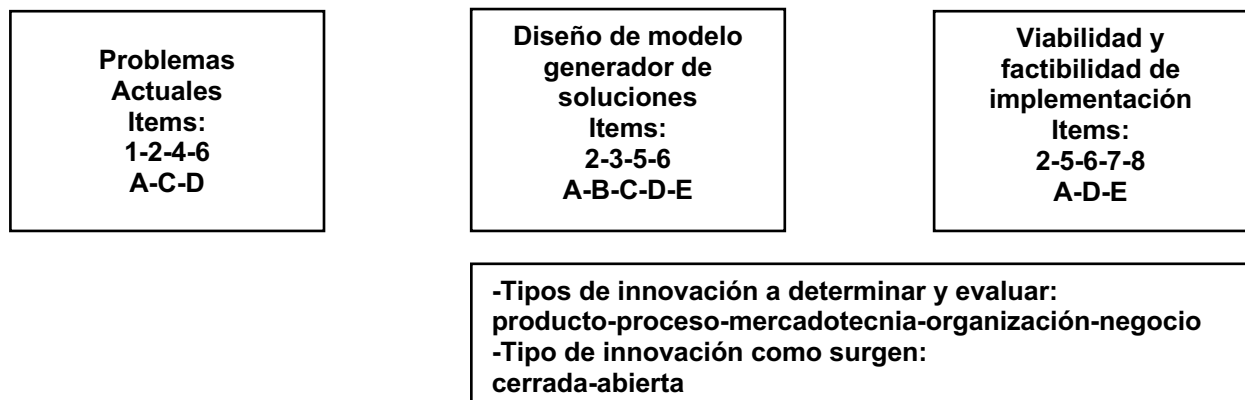 Problemas
Actuales
Items:
1-2-4-6
A-C-D
Diseño de modelo
generador de
soluciones
Items:
2-3-5-6
A-B-C-D-E
Viabilidad y
factibilidad de
implementación
Items:
2-5-6-7-8
A-D-E
-Tipos de innovación a determinar y evaluar:
producto-proceso-mercadotecnia-organización-negocio
-Tipo de innovación como surgen:
cerrada-abierta